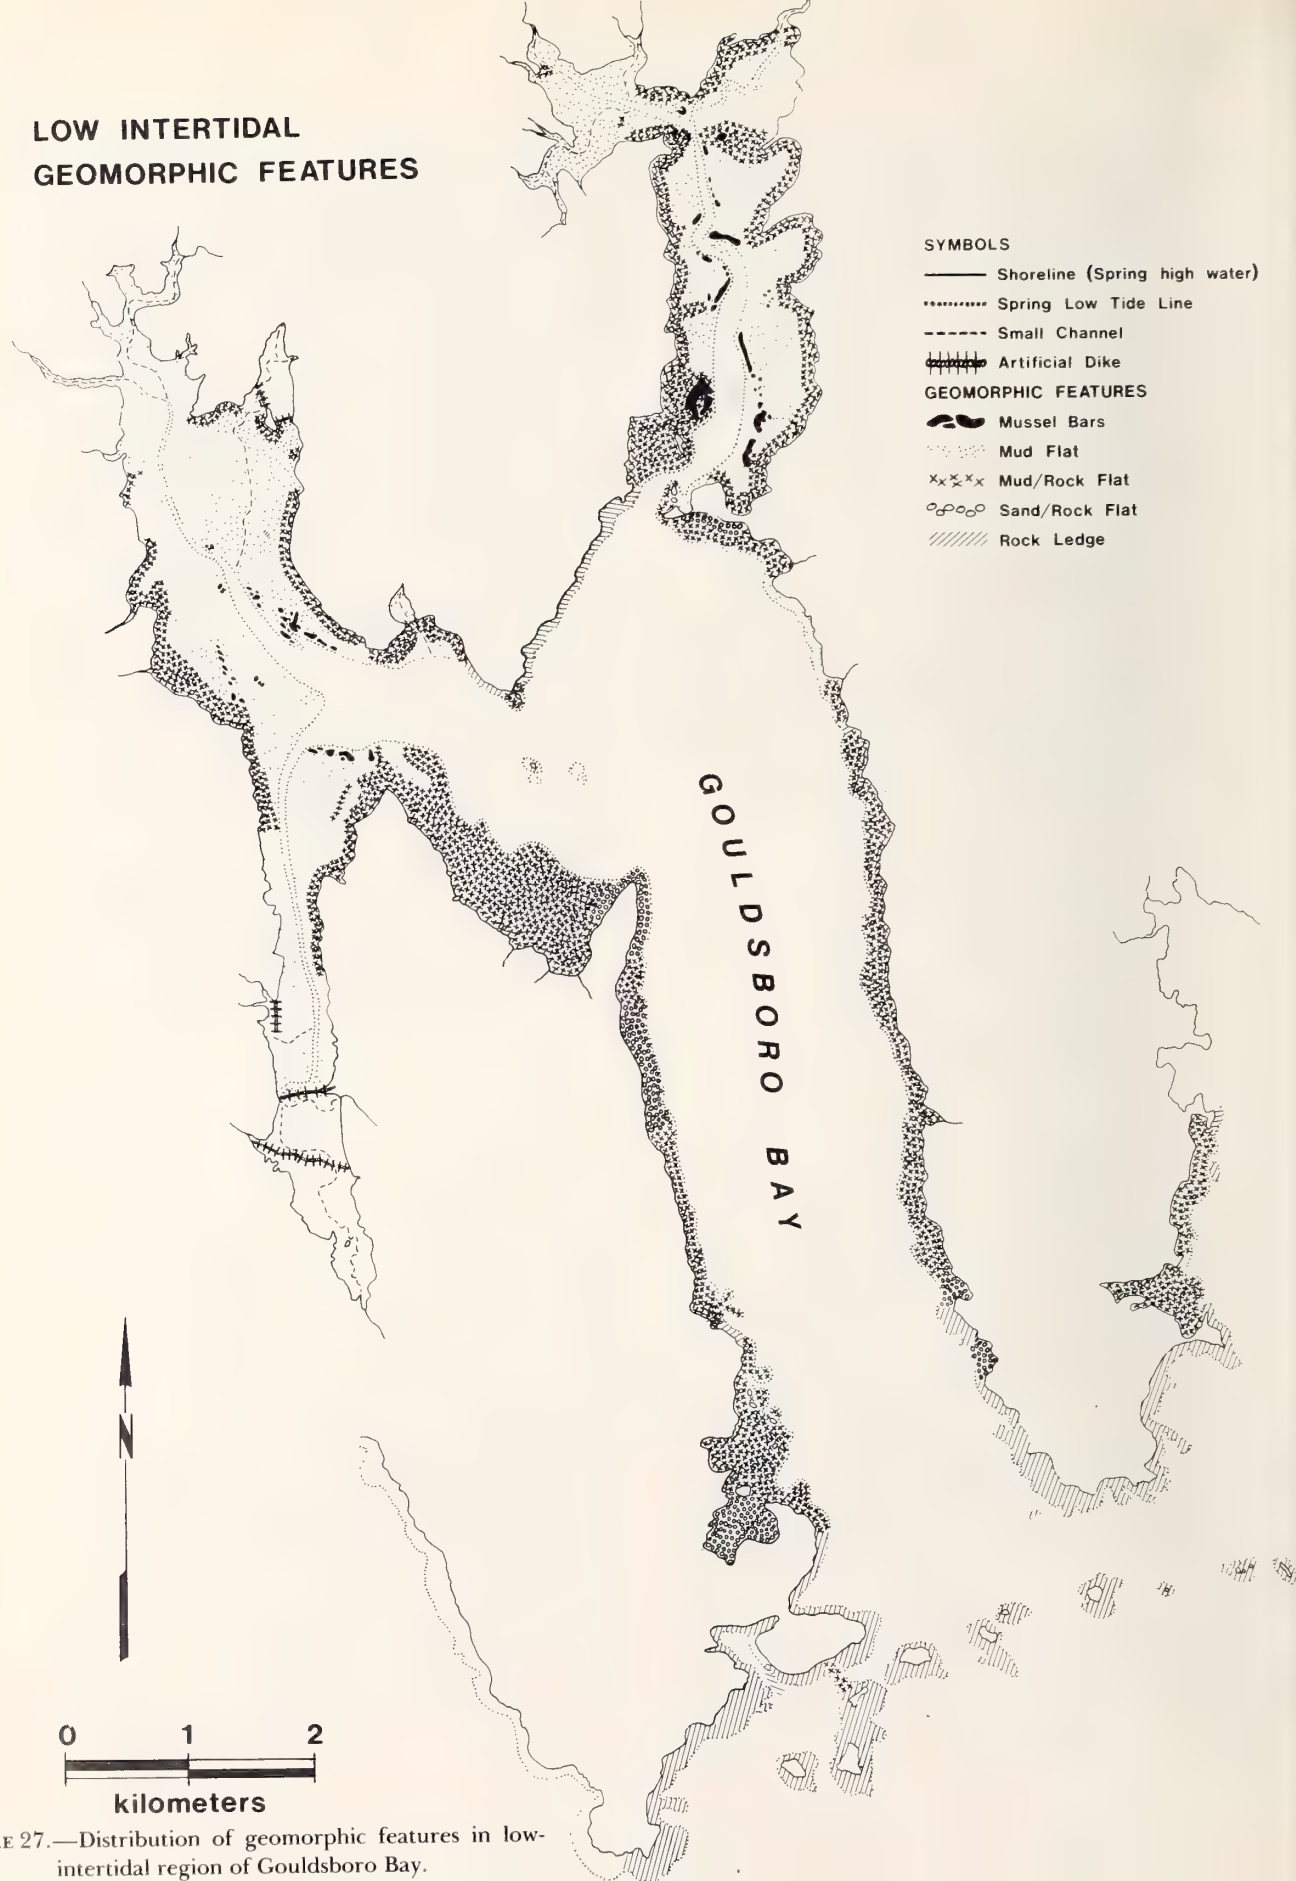 LOW INTERTIDAL
GEOMORPHIC FEATURES
SYMBOLS
Shoreline (Spring high water)
Spring Low Tide Line
Small Channel
Artificial Dike
GEOMORPHIC FEATURES
Mussel Bars
Mud Flat
Mud/Rock Flat
Sand/Rock Flat
Rock Ledge
GOULDSBORO BAY
N
0 1 2
kilometers
E 27.—Distribution of geomorphic features in low-
intertidal region of Gouldsboro Bay.